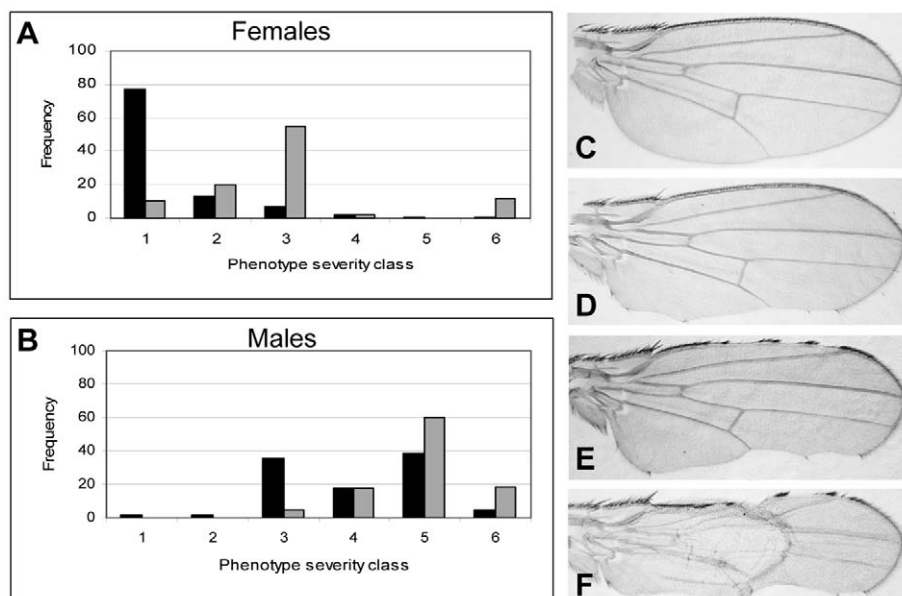 A
Females
100
80
60
40
20
0
Frequency
1 2 3 4 5 6
Phenotype severity class
B
Males
100
80
60
40
20
0
Frequency
1 2 3 4 5 6
Phenotype severity class
C
D
E
F